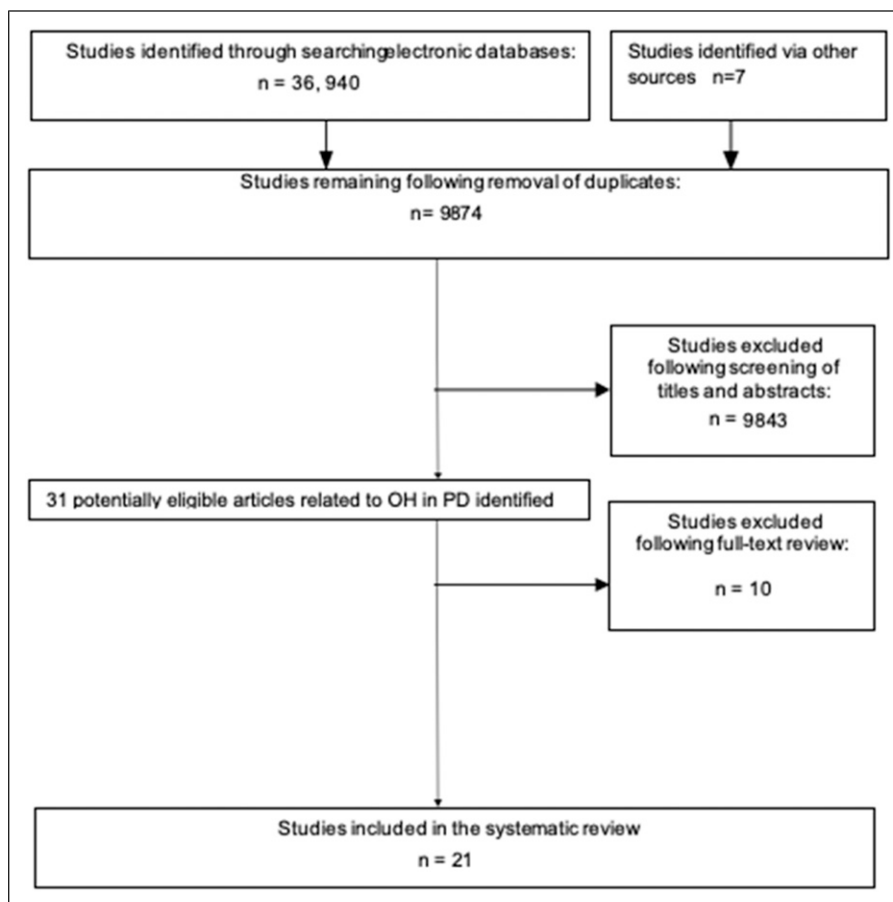 Studies identified through searchingelectronic databases:
n = 36, 940
Studies identified via other
sources n=7
Studies remaining following removal of duplicates:
n= 9874
Studies excluded
following screening of
titles and abstracts:
n = 9843
31 potentially eligible articles related to OH in PD identified
Studies excluded
following full-text review:
n = 10
Studies included in the systematic review
n = 21